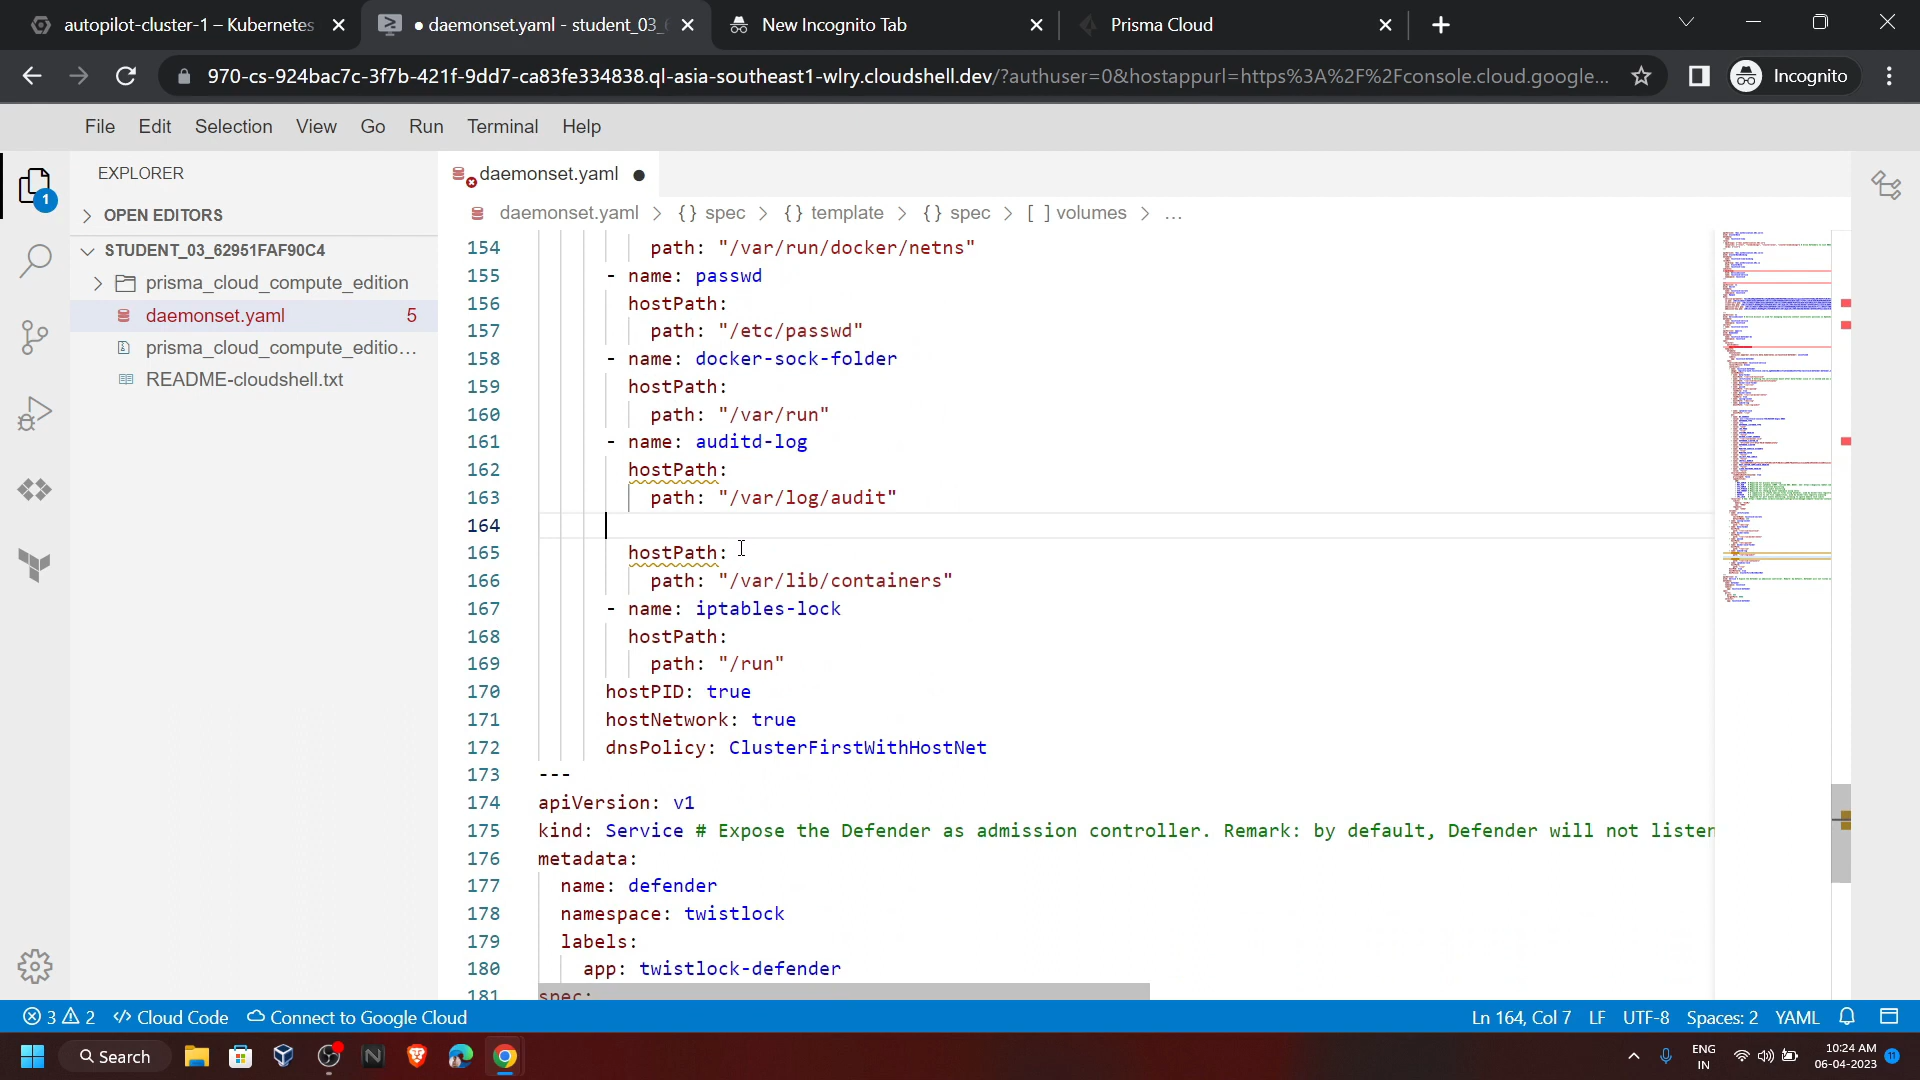 autopilot-cluster-1 – Kubernetes
● daemonset.yaml - student_03_
New Incognito Tab
Prisma Cloud
970-cs-924bac7c-3f7b-421f-9dd7-ca83fe334838.ql-asia-southeast1-wlry.cloudshell.dev/?authuser=0&hostappurl=https%3A%2F%2Fconsole.cloud.google...
Incognito
File Edit Selection View Go Run Terminal Help
EXPLORER
OPEN EDITORS
STUDENT_03_62951FAF90C4
prisma_cloud_compute_edition
daemonset.yaml 5
prisma_cloud_compute_editio...
README-cloudshell.txt
1
daemonset.yaml ●
daemonset.yaml > {} spec > {} template > {} spec > [ ] volumes > ...
154 path: "/var/run/docker/netns"
155 - name: passwd
156 hostPath:
157 path: "/etc/passwd"
158 - name: docker-sock-folder
159 hostPath:
160 path: "/var/run"
161 - name: auditd-log
162 hostPath:
163 path: "/var/log/audit"
164
165 hostPath:
166 path: "/var/lib/containers"
167 - name: iptables-lock
168 hostPath:
169 path: "/run"
170 hostPID: true
171 hostNetwork: true
172 dnsPolicy: ClusterFirstWithHostNet
173 ---
174 apiVersion: v1
175 kind: Service # Expose the Defender as admission controller. Remark: by default, Defender will not listen
176 metadata:
177 name: defender
178 namespace: twistlock
179 labels:
180 app: twistlock-defender
181 spec:
3 2 Cloud Code Connect to Google Cloud
Ln 164, Col 7 LF UTF-8 Spaces: 2 YAML
Search
ENG
IN
10:24 AM
06-04-2023
11